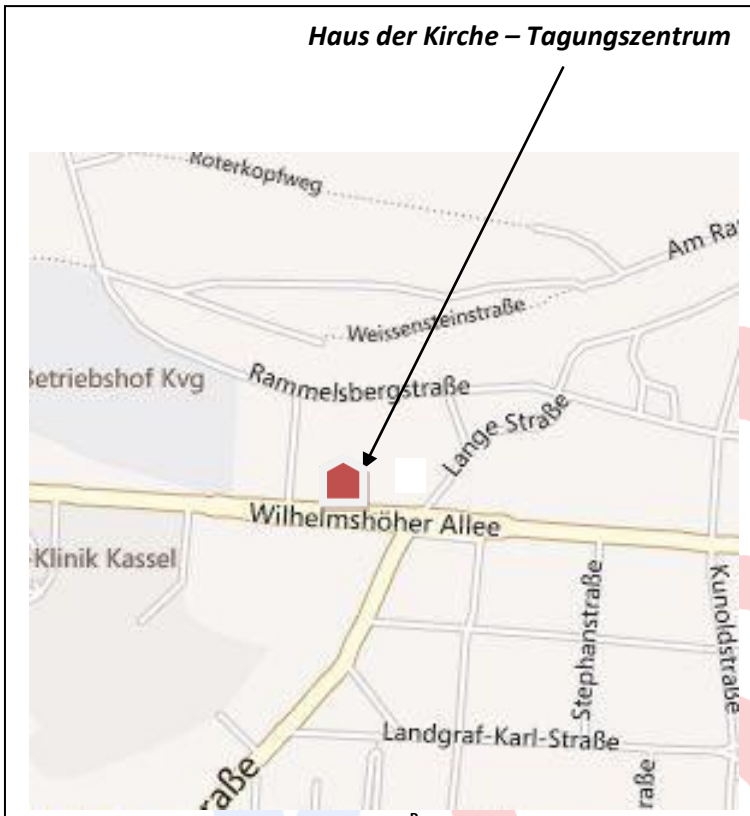 Haus der Kirche – Tagungszentrum
Roterkopfweg
Am Ra
Weissensteinstraße
Betriebshof Kvg
Rammelsbergstraße
Lange Straße
Wilhelmshöher Allee
-Klinik Kassel
Kunoldstraße
Stephanstraße
Landgraf-Karl-Straße
raße
raße